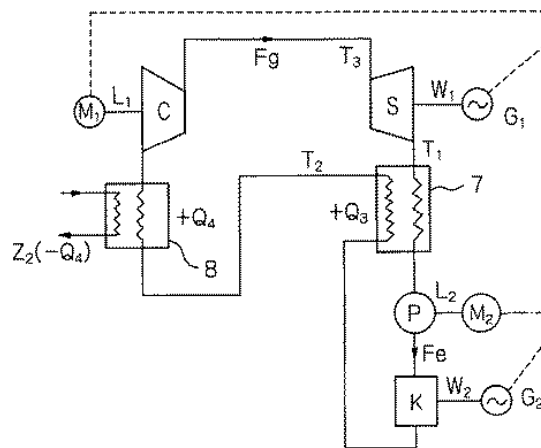 Fg
T₃
M₁
L₁
C
S
W₁
G₁
T₁
7
T₂
+Q₃
+Q₄
Z₂(-Q₄)
8
L₂
P
M₂
Fe
K
W₂
G₂